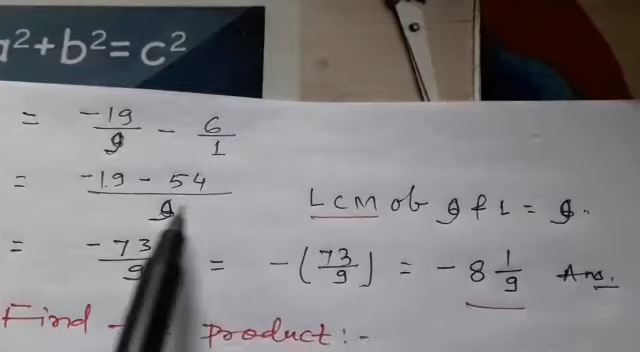 a²+b²=c²
= -19/9 - 6/1
= (-19 - 54)/9 LCM of 9 & 1 = 9.
= -73/9 = -(73/9) = -8 1/9 Ans.
Find product:-